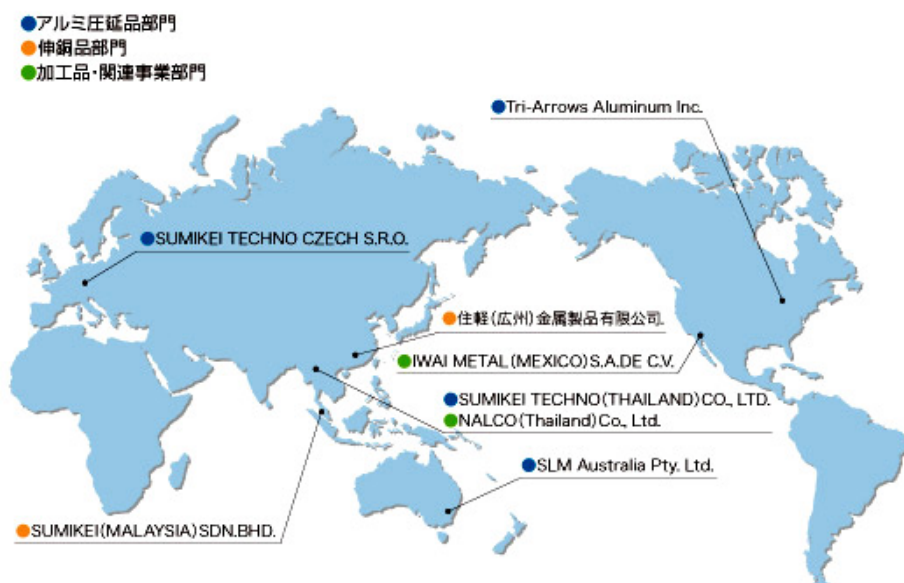 アルミ圧延品部門
伸銅品部門
加工品・関連事業部門
Tri-Arrows Aluminum Inc.
SUMIKEI TECHNO CZECH S.R.O.
住軽(広州)金属製品有限公司.
IWAI METAL(MEXICO)S.A.DE C.V.
SUMIKEI TECHNO(THAILAND)CO., LTD.
NALCO(Thailand)Co., Ltd.
SLM Australia Pty. Ltd.
SUMIKEI(MALAYSIA)SDN.BHD.